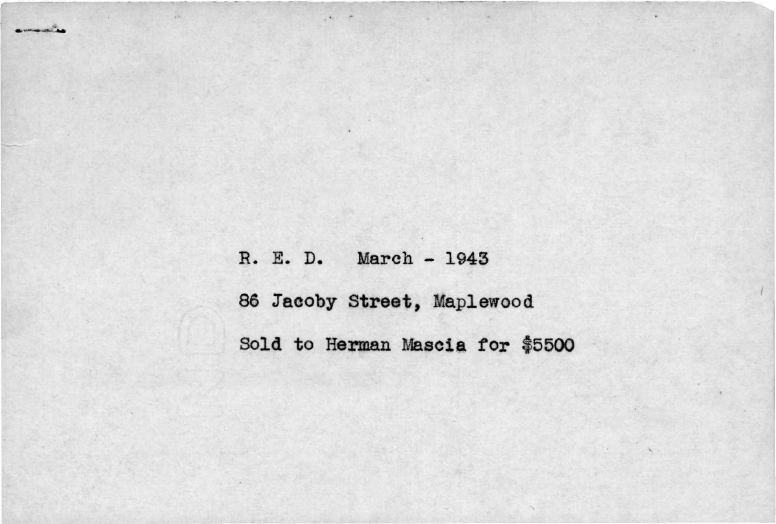 R. E. D. March - 1943
86 Jacoby Street, Maplewood
Sold to Herman Mascia for $5500